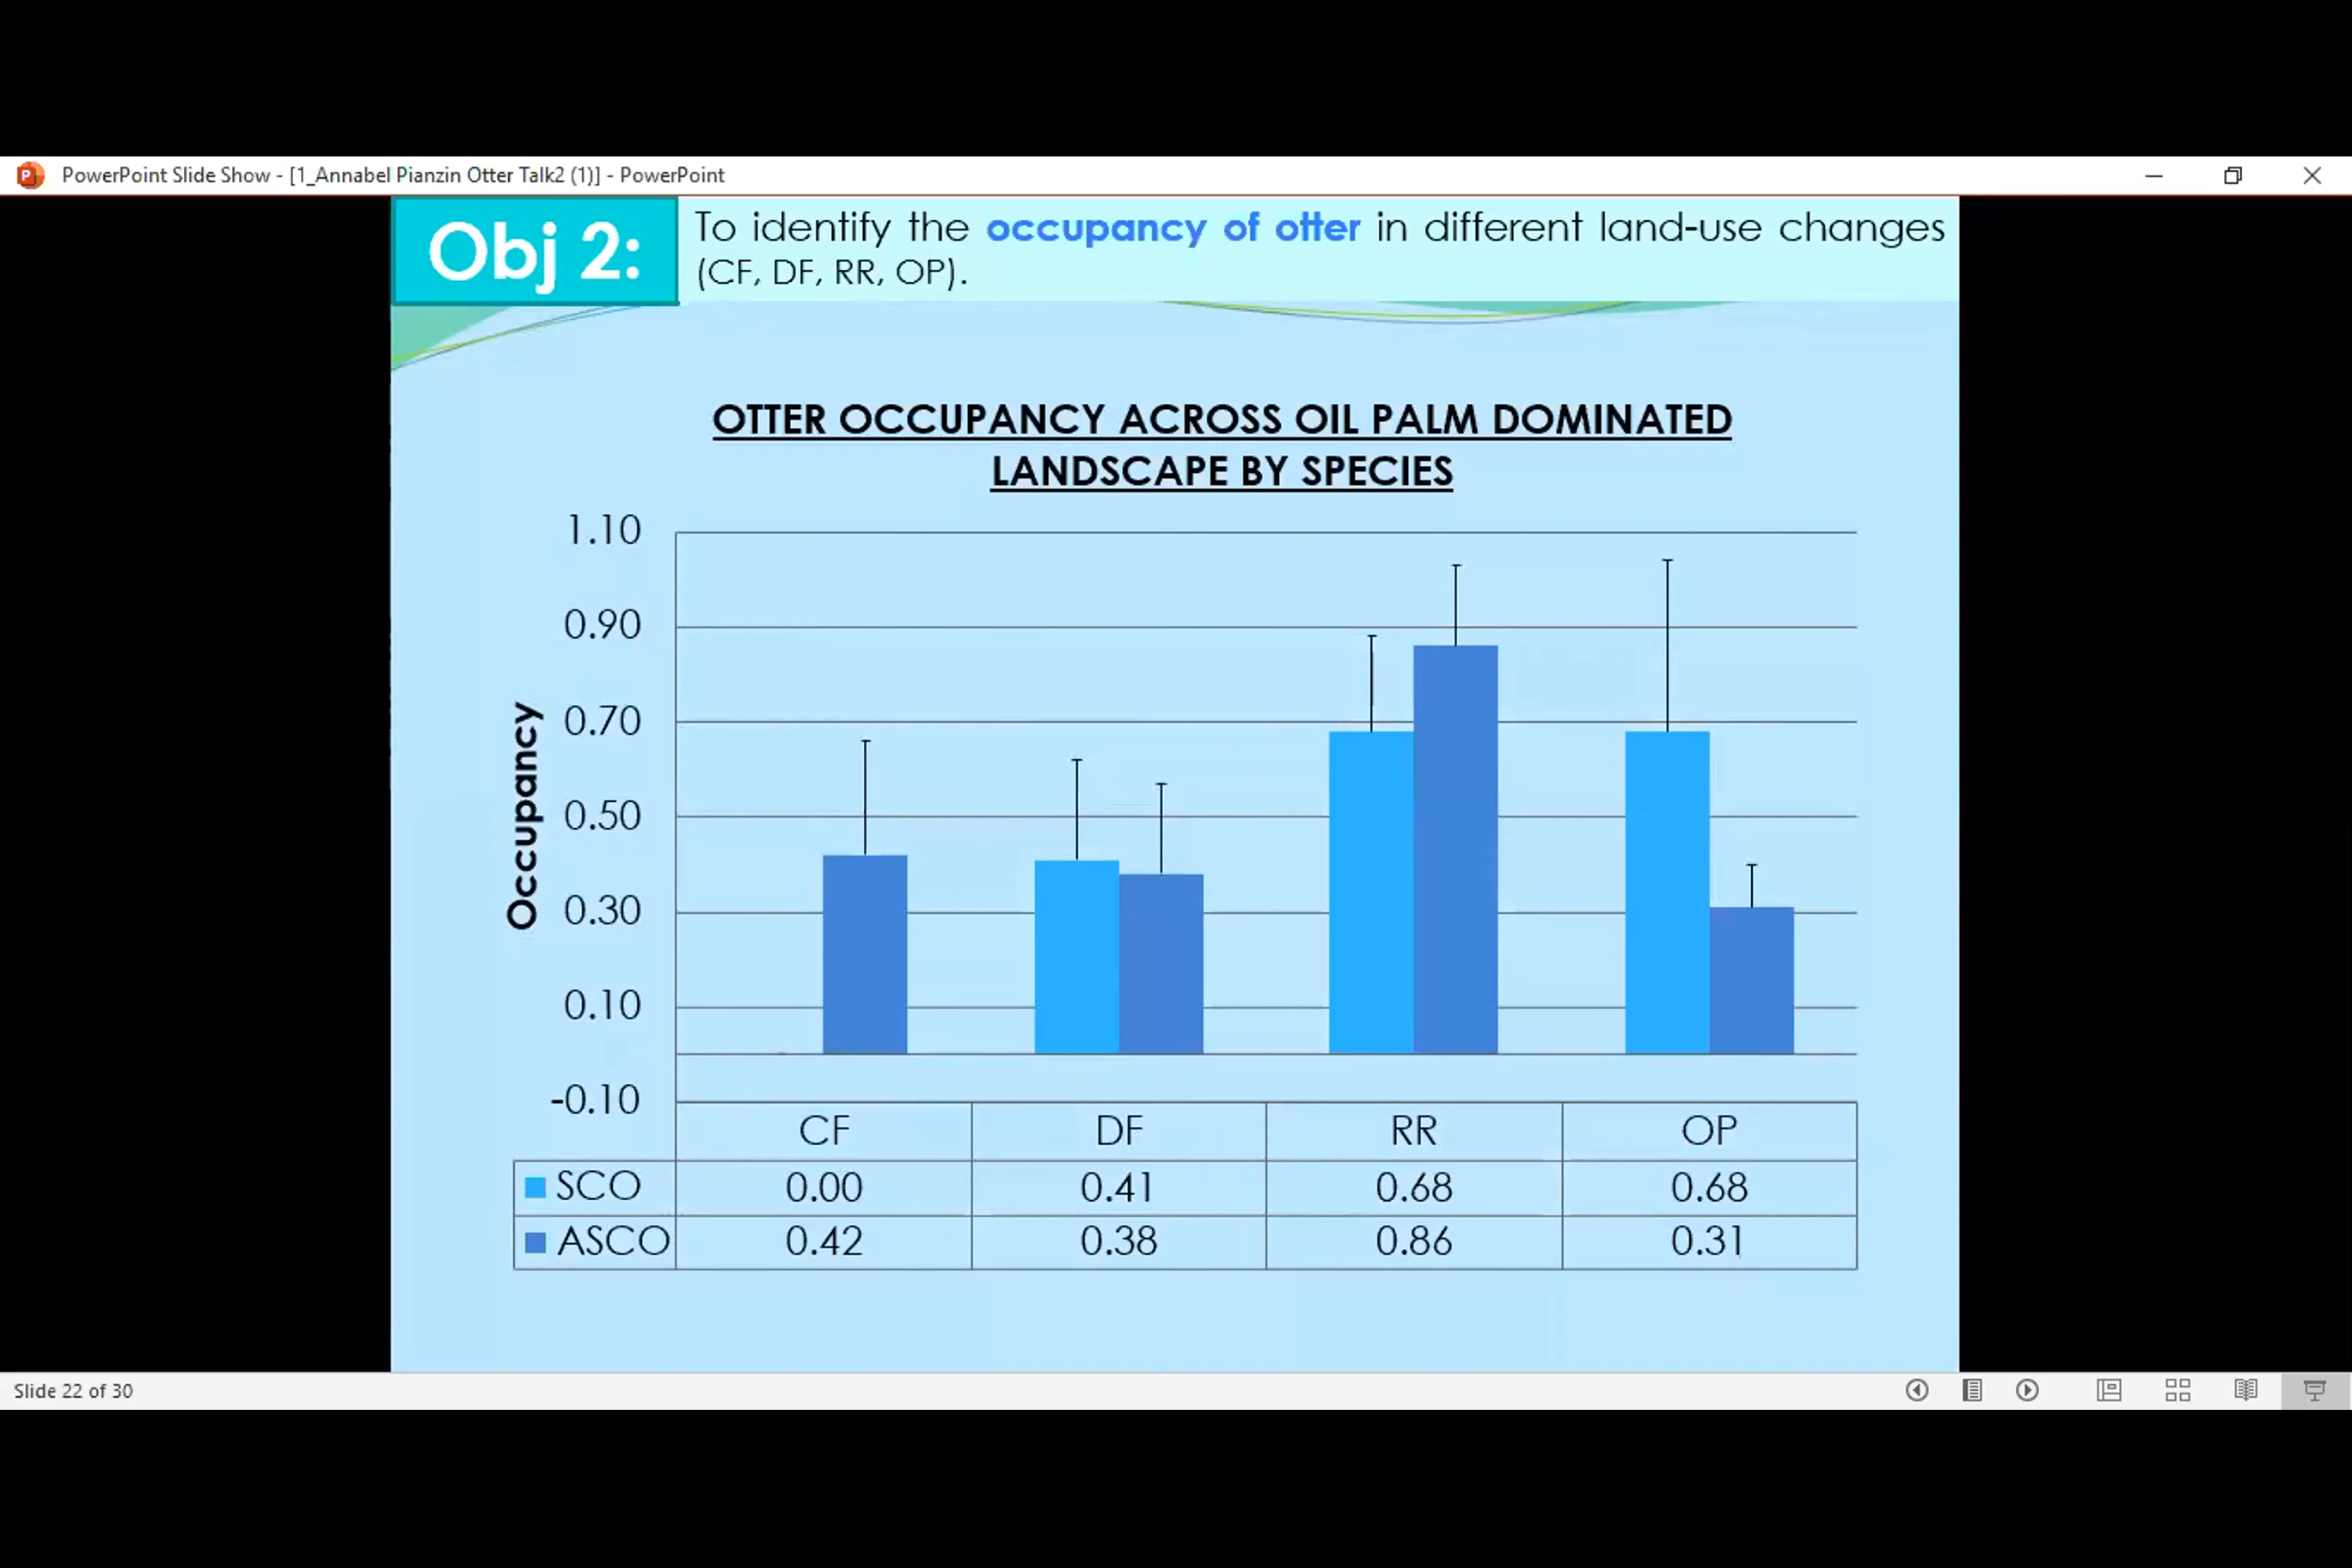 PowerPoint Slide Show - [1_Annabel Pianzin Otter Talk2 (1)] - PowerPoint
Obj 2:
To identify the occupancy of otter in different land-use changes
(CF, DF, RR, OP).
OTTER OCCUPANCY ACROSS OIL PALM DOMINATED
LANDSCAPE BY SPECIES
Occupancy
1.10
0.90
0.70
0.50
0.30
0.10
-0.10
CF DF RR OP
SCO 0.00 0.41 0.68 0.68
ASCO 0.42 0.38 0.86 0.31
Slide 22 of 30